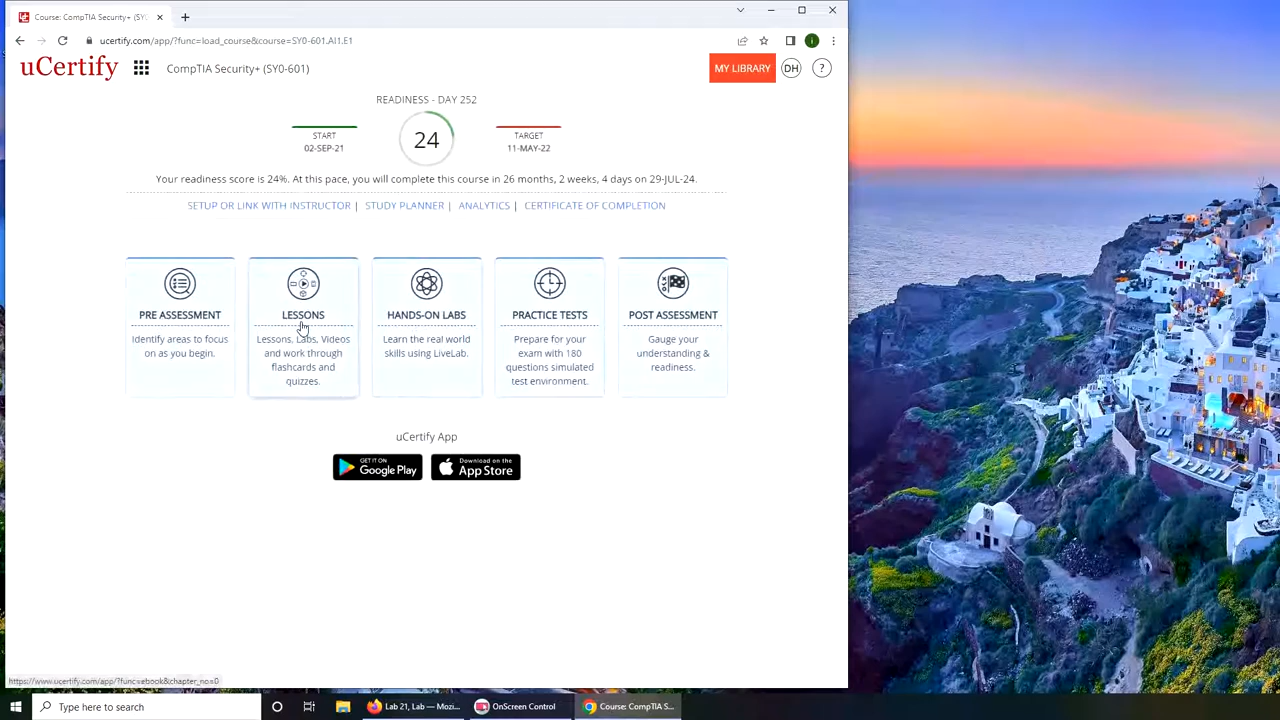 Course: CompTIA Security+ (SY
ucertify.com/app/?func=load_course&course=SY0-601.AI1.E1
uCertify CompTIA Security+ (SY0-601) MY LIBRARY DH ?
READINESS - DAY 252
START
02-SEP-21
24
TARGET
11-MAY-22
Your readiness score is 24%. At this pace, you will complete this course in 26 months, 2 weeks, 4 days on 29-JUL-24.
SETUP OR LINK WITH INSTRUCTOR | STUDY PLANNER | ANALYTICS | CERTIFICATE OF COMPLETION
PRE ASSESSMENT
Identify areas to focus
on as you begin.
LESSONS
Lessons, Labs, Videos
and work through
flashcards and
quizzes.
HANDS-ON LABS
Learn the real world
skills using LiveLab.
PRACTICE TESTS
Prepare for your
exam with 180
questions simulated
test environment.
POST ASSESSMENT
Gauge your
understanding &
readiness.
uCertify App
GET IT ON
Google Play
Download on the
App Store
https://www.ucertify.com/app/?func=ebook&chapter_no=0
Type here to search
Lab 21, Lab — Mozi...
OnScreen Control
Course: CompTIA S...